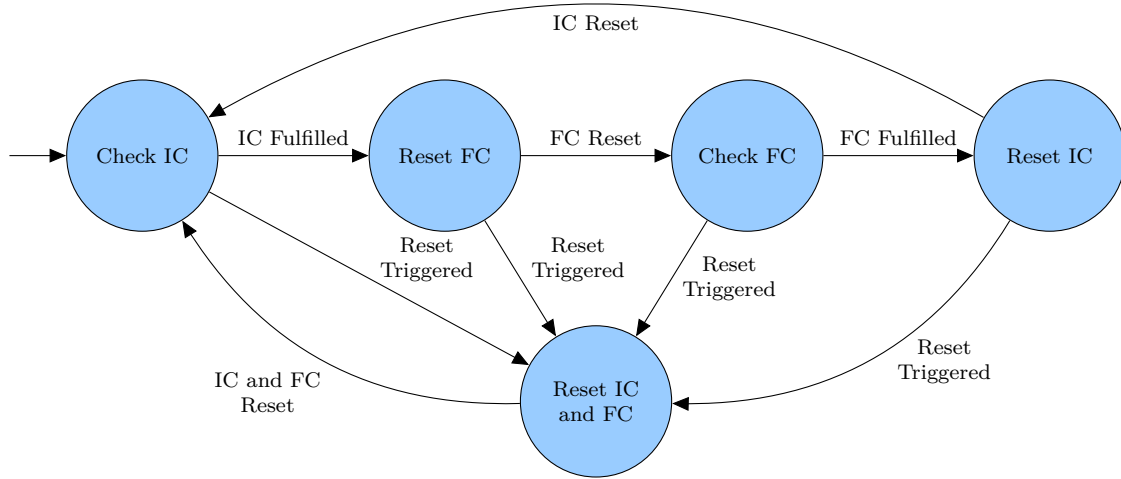 IC Reset
Check IC
IC Fulfilled
Reset FC
FC Reset
Check FC
FC Fulfilled
Reset IC
Reset
Triggered
Reset
Triggered
Reset
Triggered
Reset
Triggered
IC and FC
Reset
Reset IC
and FC